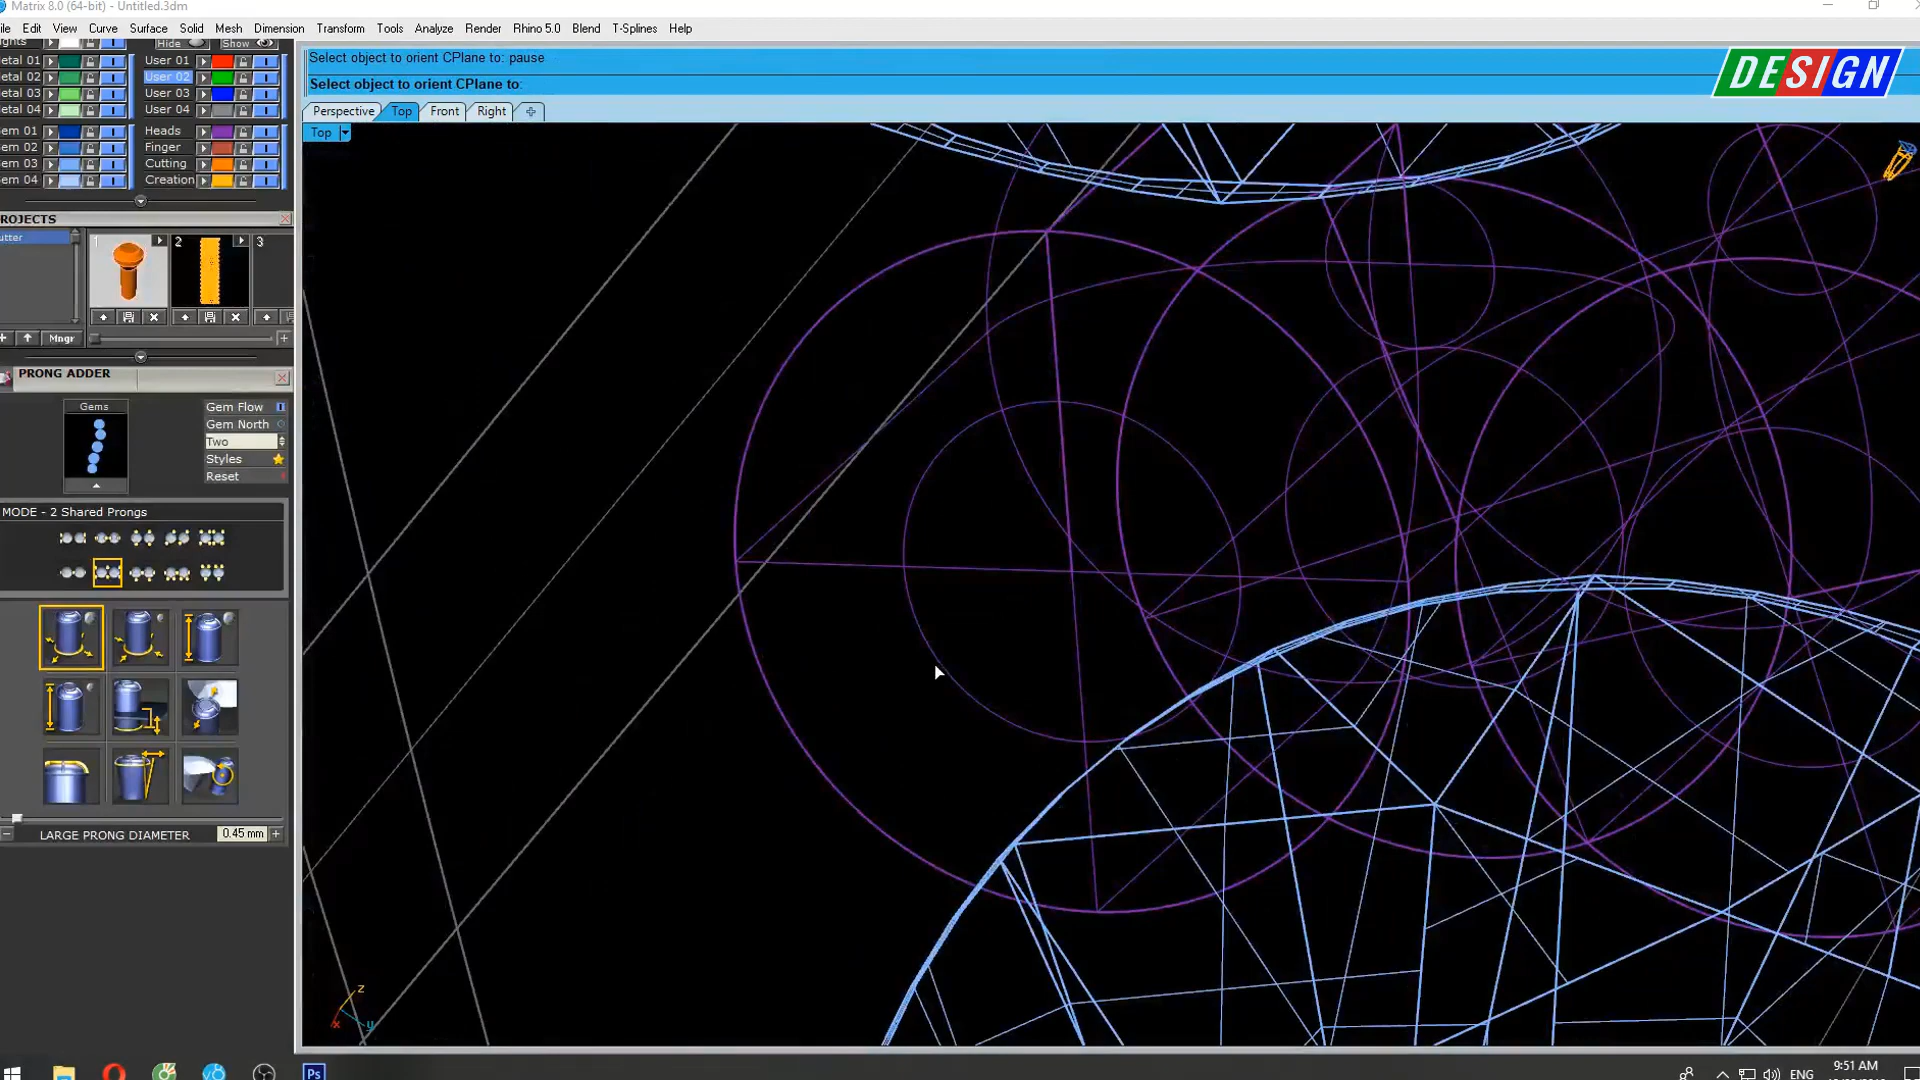 Matrix 8.0 (64-bit) - Untitled.3dm
ile Edit View Curve Surface Solid Mesh Dimension Transform Tools Analyze Render Rhino 5.0 Blend T-Splines Help
Hide Show
Select object to orient CPlane to: pause
Select object to orient CPlane to:
DESIGN
etal 01 User 01
etal 02 User 02
etal 03 User 03
etal 04 User 04
em 01 Heads
em 02 Finger
em 03 Cutting
em 04 Creation
Perspective Top Front Right
Top
ROJECTS
utter
1 2 3
Mngr
PRONG ADDER
Gems
Gem Flow
Gem North
Two
Styles
Reset
MODE - 2 Shared Prongs
LARGE PRONG DIAMETER 0.45 mm
z
x y
Ps
ENG
9:51 AM